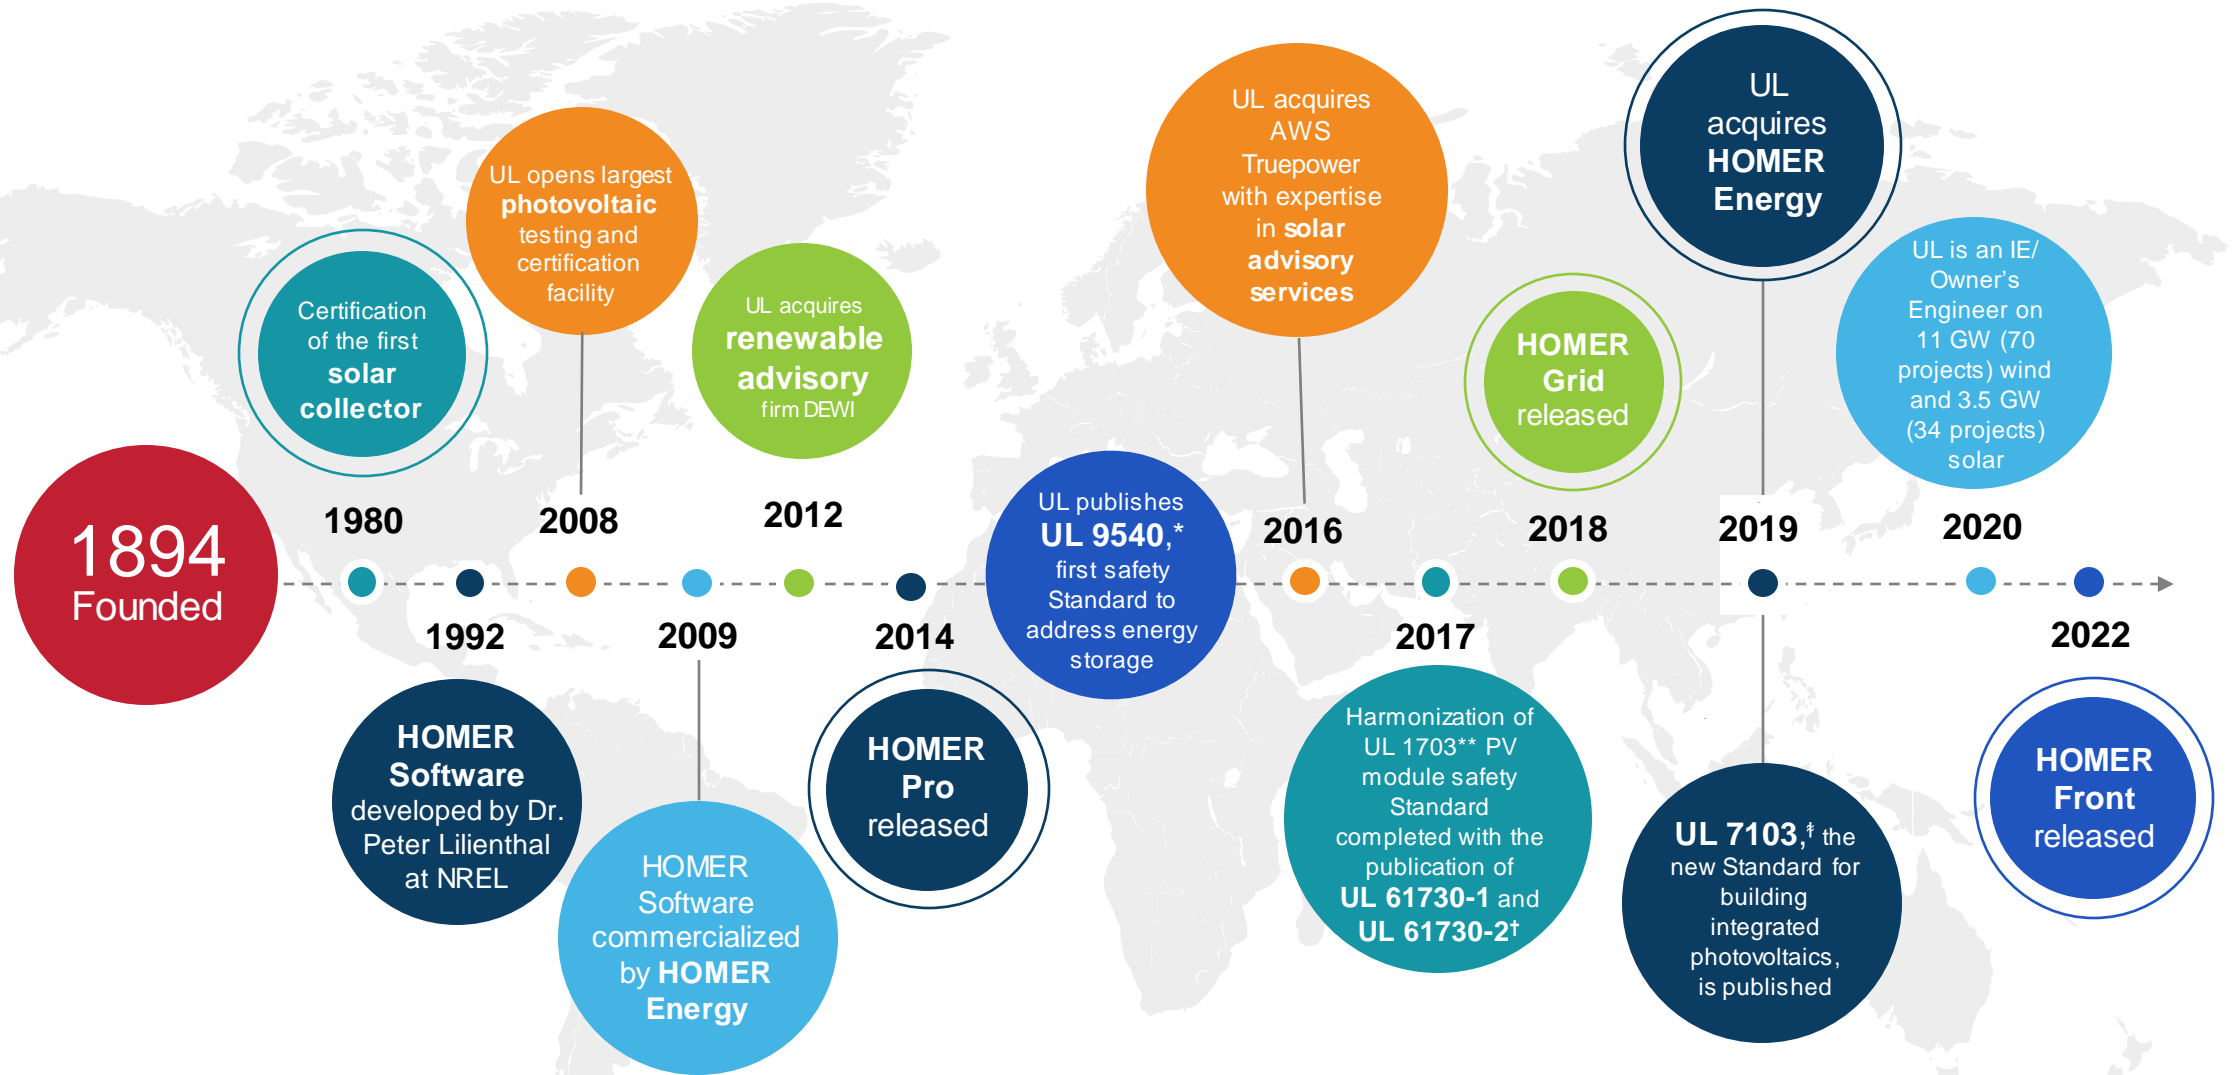 1894
Founded
Certification
of the first
solar
collector
1980
1992
HOMER
Software
developed by Dr.
Peter Lilienthal
at NREL
UL opens largest
photovoltaic
testing and
certification
facility
2008
2009
HOMER
Software
commercialized
by HOMER
Energy
UL acquires
renewable
advisory
firm DEWI
2012
2014
HOMER
Pro
released
UL publishes
UL 9540,*
first safety
Standard to
address energy
storage
UL acquires
AWS
Truepower
with expertise
in solar
advisory
services
2016
2017
Harmonization of
UL 1703** PV
module safety
Standard
completed with the
publication of
UL 61730-1 and
UL 61730-2†
HOMER
Grid
released
2018
UL
acquires
HOMER
Energy
2019
UL 7103,‡ the
new Standard for
building
integrated
photovoltaics,
is published
UL is an IE/
Owner’s
Engineer on
11 GW (70
projects) wind
and 3.5 GW
(34 projects)
solar
2020
2022
HOMER
Front
released